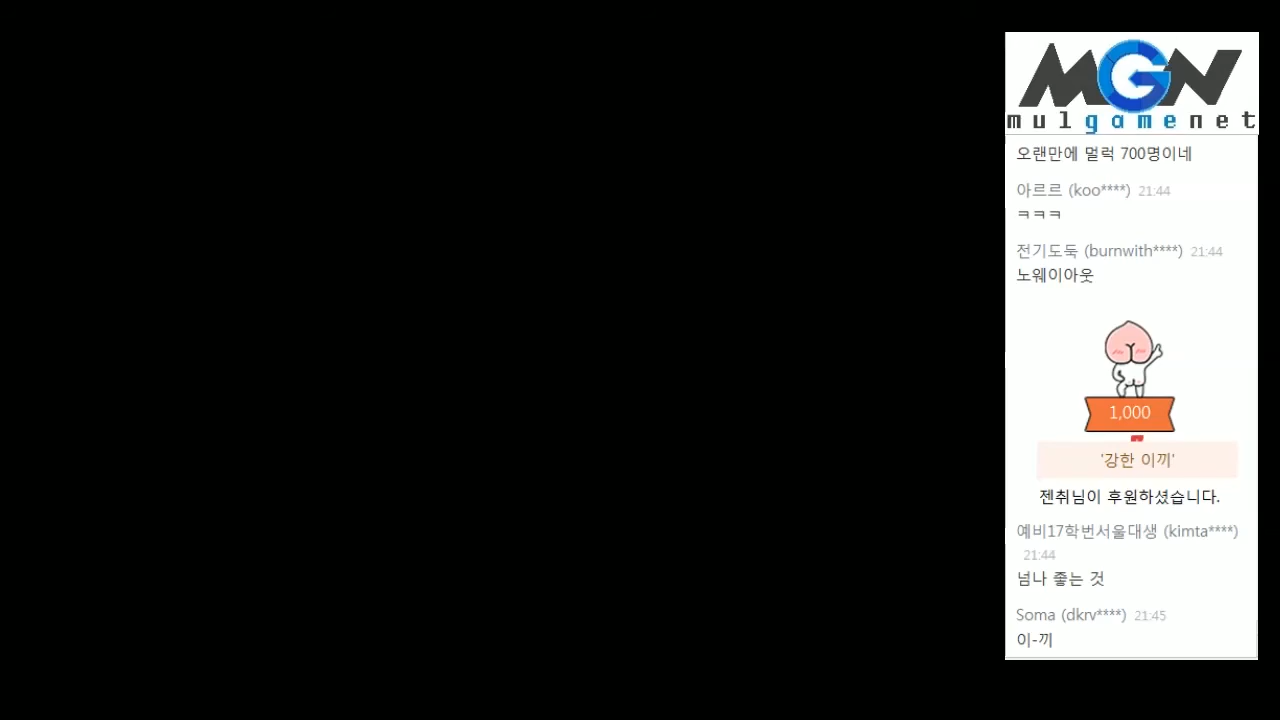 MGN
mulgamenet
오랜만에 멀럭 700명이네
아르르 (koo****) 21:44
ㅋㅋㅋ
전기도둑 (burnwith****) 21:44
노웨이아웃
1,000
'강한 이끼'
젠취님이 후원하셨습니다.
예비17학번서울대생 (kimta****)
21:44
넘나 좋는 것
Soma (dkrv****) 21:45
이-끼